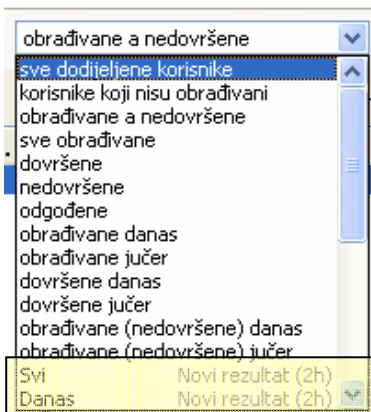 obrađivane a nedovršene
sve dodijeljene korisnike
korisnike koji nisu obrađivani
obrađivane a nedovršene
sve obrađivane
dovršene
nedovršene
odgođene
obrađivane danas
obrađivane jučer
dovršene danas
dovršene jučer
obrađivane (nedovršene) danas
obrađivane (nedovršene) jučer
Svi Novi rezultat (2h)
Danas Novi rezultat (2h)